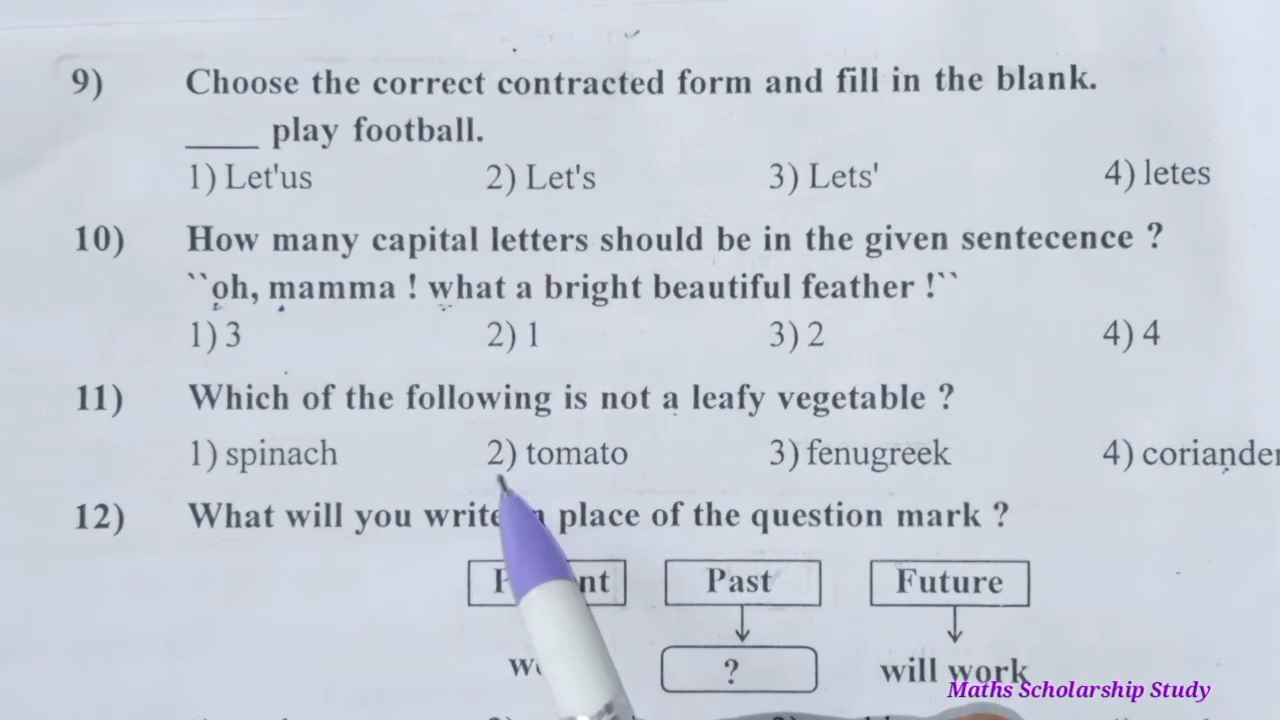 9) Choose the correct contracted form and fill in the blank.
____ play football.
1) Let'us 2) Let's 3) Lets' 4) letes
10) How many capital letters should be in the given sentecence ?
``oh, mamma ! what a bright beautiful feather !``
1) 3 2) 1 3) 2 4) 4
11) Which of the following is not a leafy vegetable ?
1) spinach 2) tomato 3) fenugreek 4) coriander
12) What will you write place of the question mark ?
Past Future
? will work
Maths Scholarship Study